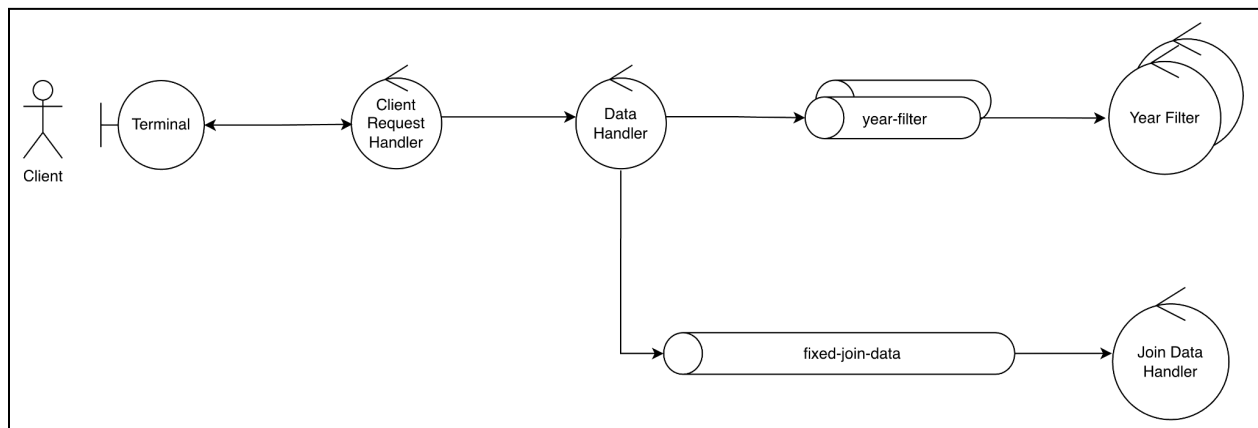 Client
Terminal
Client
Request
Handler
Data
Handler
year-filter
Year Filter
fixed-join-data
Join Data
Handler